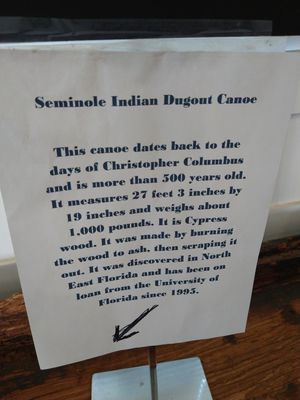 Seminole Indian Dugout Canoe
This canoe dates back to the
days of Christopher Columbus
and is more than 500 years old.
It measures 27 feet 3 inches by
19 inches and weighs about
1,000 pounds. It is Cypress
wood. It was made by burning
the wood to ash, then scraping it
out. It was discovered in North
East Florida and has been on
loan from the University of
Florida since 1995.